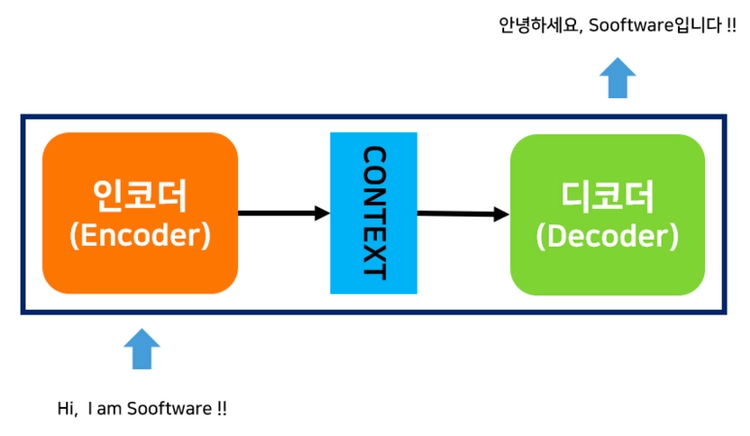 안녕하세요, Sooftware입니다 !!
인코더
(Encoder)
CONTEXT
디코더
(Decoder)
Hi, I am Sooftware !!